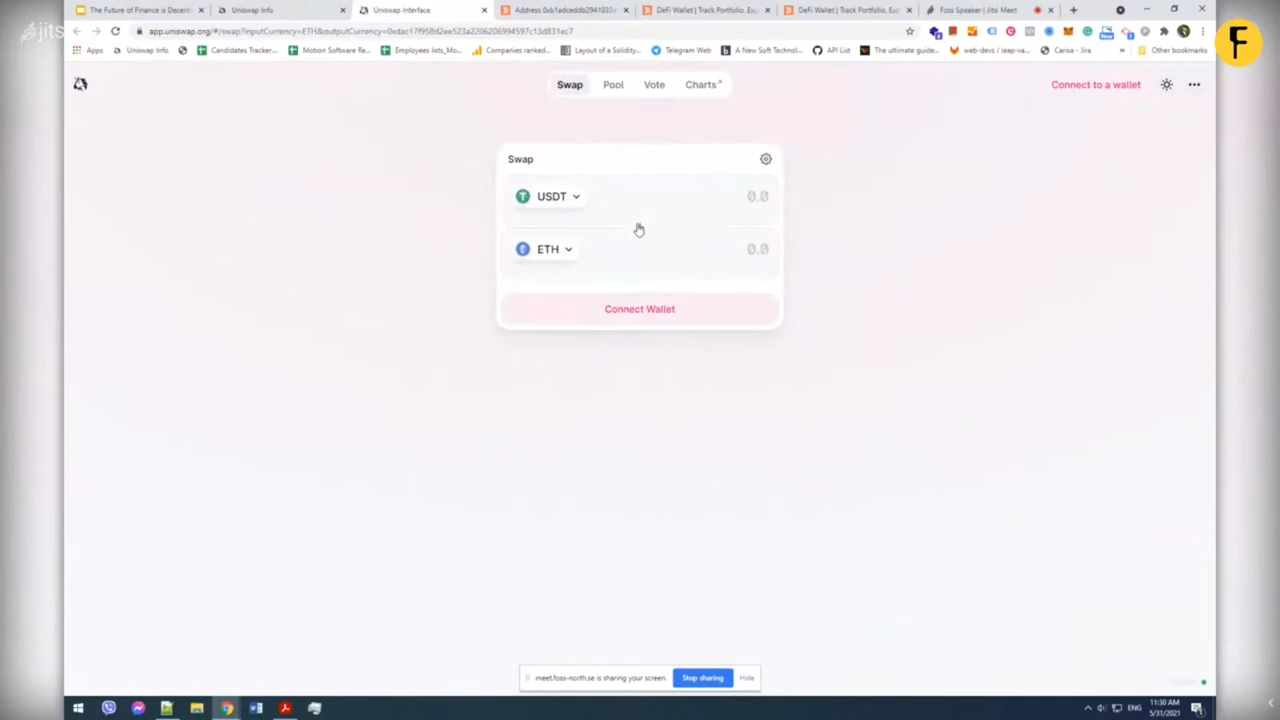 jitsi
The Future of Finance is Decentr
Uniswap Info
Uniswap Interface
Address 0xb1adceddb2941033a
DeFi Wallet | Track Portfolio, Exp
DeFi Wallet | Track Portfolio, Exp
Foss Speaker | Jitsi Meet
app.uniswap.org/#/swap?inputCurrency=ETH&outputCurrency=0xdac17f958d2ee523a2206206994597c13d831ec7
Apps
Uniswap Info
Candidates Tracker...
Motion Software Re...
Employees lists_Mo...
Companies ranked...
Layout of a Solidity...
Telegram Web
A New Soft Technol...
API List
The ultimate guide...
web-devs / leap-va...
Carisa - Jira
»
Other bookmarks
F
Swap
Pool
Vote
Charts↗
Connect to a wallet
Swap
USDT
0.0
ETH
0.0
Connect Wallet
meet.foss-north.se is sharing your screen.
Stop sharing
Hide
ENG
11:30 AM
5/31/2021